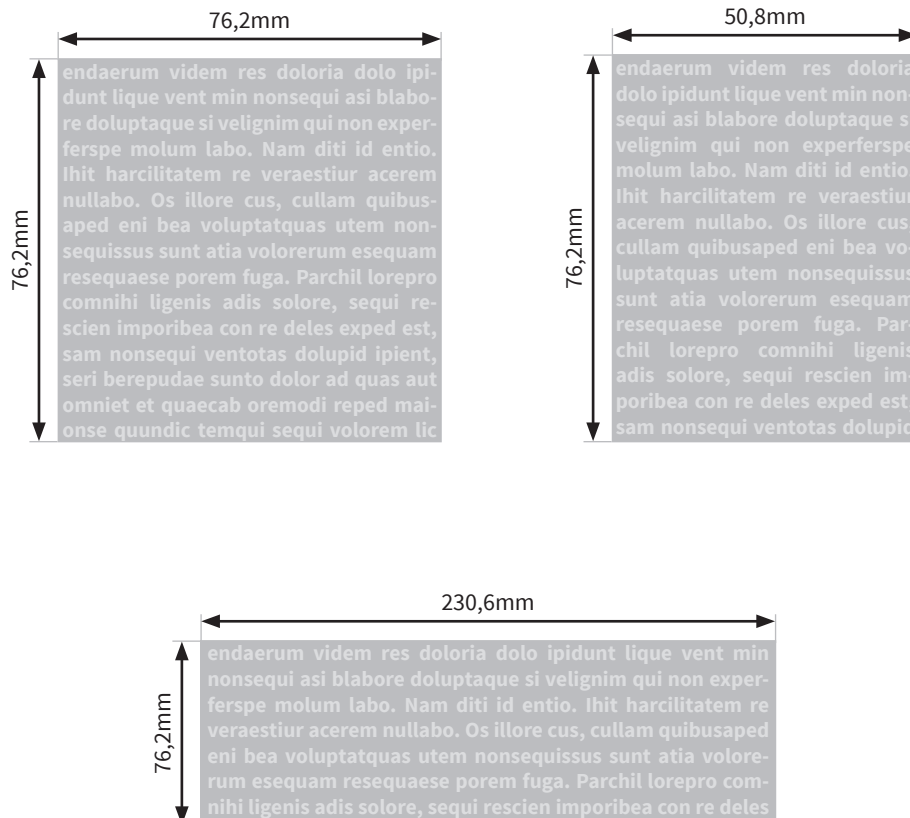 76,2mm
76,2mm
endaerum videm res doloria dolo ipi-
dunt lique vent min nonsequi asi blabo-
re doluptaque si velignim qui non exper-
ferspe molum labo. Nam diti id entio.
Ihit harcilitatem re veraestiur acerem
nullabo. Os illore cus, cullam quibus-
aped eni bea voluptatquas utem non-
sequissus sunt atia volorerum esequam
resequaese porem fuga. Parchil lorepro
comnihi ligenis adis solore, sequi re-
scien imporibea con re deles exped est,
sam nonsequi ventotas dolupid ipient,
seri berepudae sunto dolor ad quas aut
omniet et quaecab oremodi reped mai-
onse quundic temqui sequi volorem lic
50,8mm
76,2mm
endaerum videm res doloria
dolo ipidunt lique vent min non-
sequi asi blabore doluptaque si
velignim qui non experferspe
molum labo. Nam diti id entio.
Ihit harcilitatem re veraestiur
acerem nullabo. Os illore cus,
cullam quibusaped eni bea vo-
luptatquas utem nonsequissus
sunt atia volorerum esequam
resequaese porem fuga. Par-
chil lorepro comnihi ligenis
adis solore, sequi rescien im-
poribea con re deles exped est,
sam nonsequi ventotas dolupid
230,6mm
76,2mm
endaerum videm res doloria dolo ipidunt lique vent min
nonsequi asi blabore doluptaque si velignim qui non exper-
ferspe molum labo. Nam diti id entio. Ihit harcilitatem re
veraestiur acerem nullabo. Os illore cus, cullam quibusaped
eni bea voluptatquas utem nonsequissus sunt atia volore-
rum esequam resequaese porem fuga. Parchil lorepro com-
nihi ligenis adis solore, sequi rescien imporibea con re deles